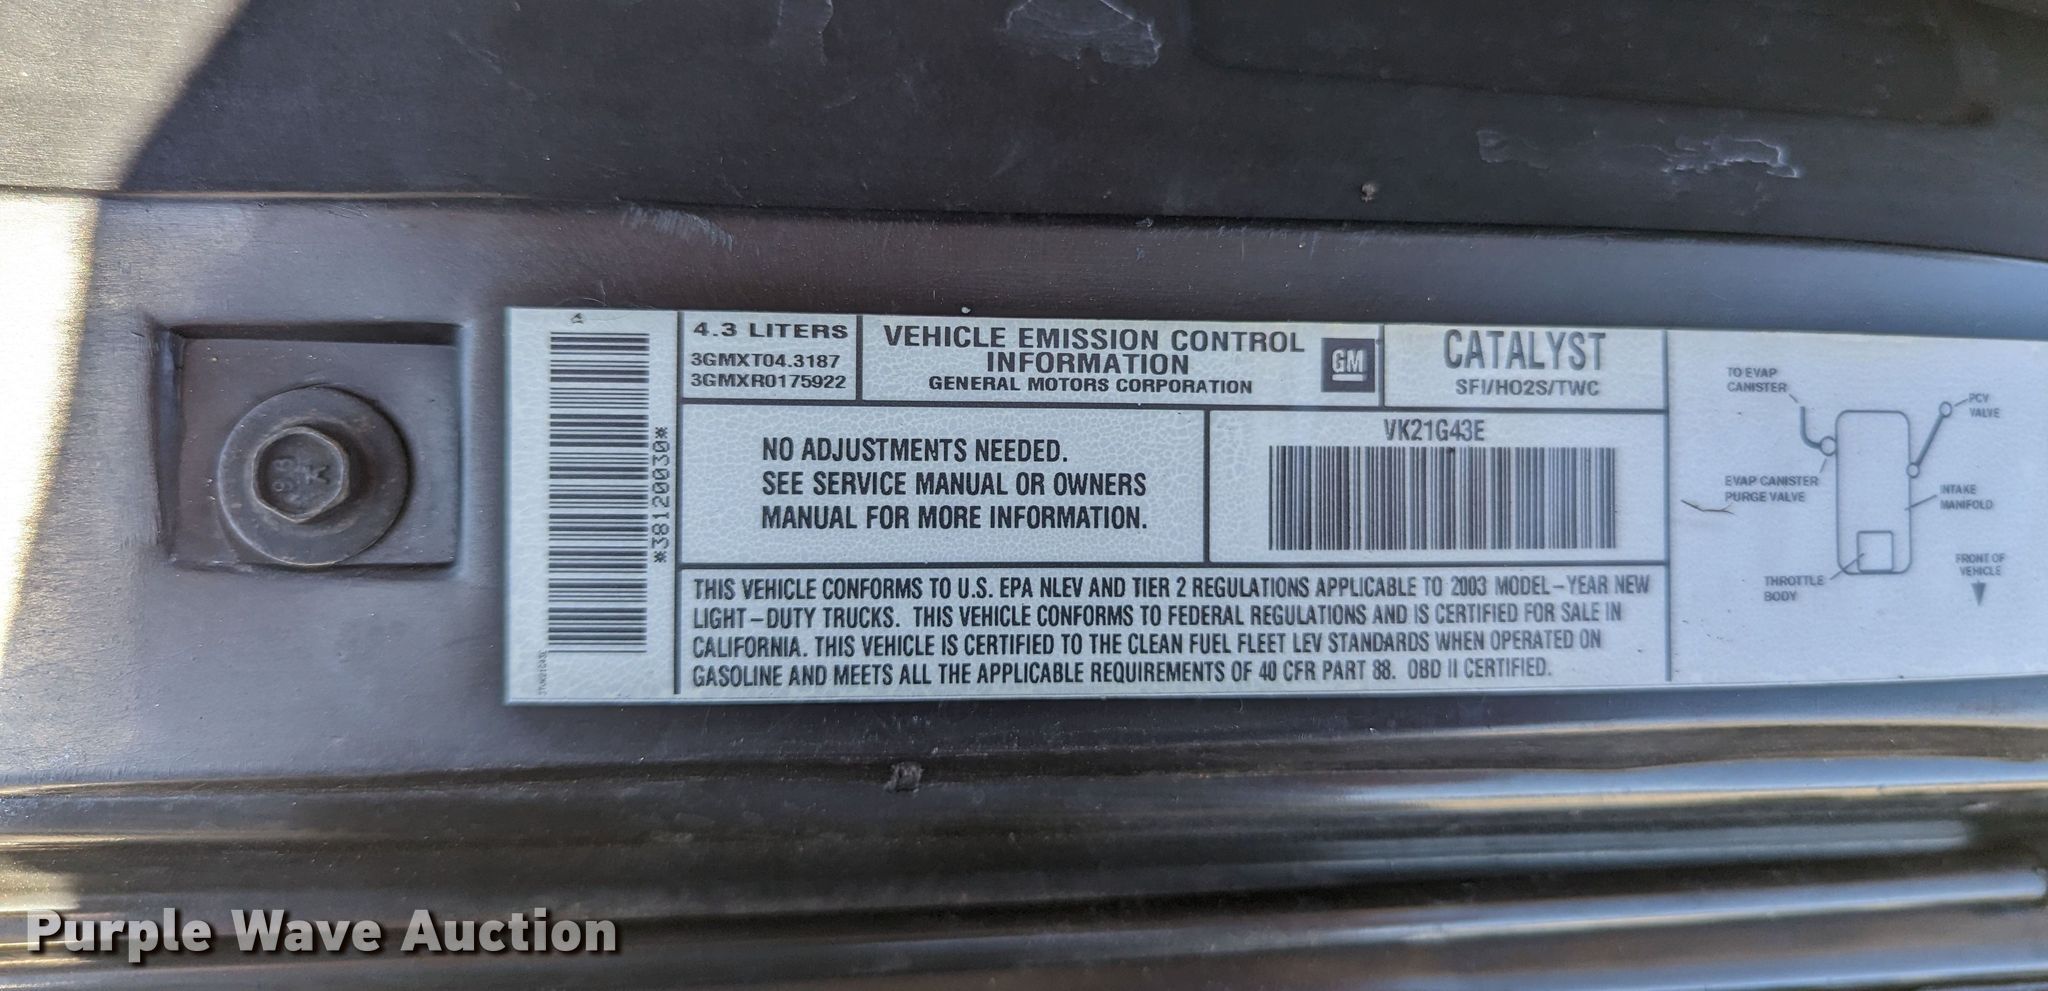 4.3 LITERS
3GMXT04.3187
3GMXR0175922
VEHICLE EMISSION CONTROL
INFORMATION
GENERAL MOTORS CORPORATION
GM
CATALYST
SFI/HO2S/TWC
*38120030*
NO ADJUSTMENTS NEEDED.
SEE SERVICE MANUAL OR OWNERS
MANUAL FOR MORE INFORMATION.
VK21G43E
THIS VEHICLE CONFORMS TO U.S. EPA NLEV AND TIER 2 REGULATIONS APPLICABLE TO 2003 MODEL-YEAR NEW
LIGHT-DUTY TRUCKS. THIS VEHICLE CONFORMS TO FEDERAL REGULATIONS AND IS CERTIFIED FOR SALE IN
CALIFORNIA. THIS VEHICLE IS CERTIFIED TO THE CLEAN FUEL FLEET LEV STANDARDS WHEN OPERATED ON
GASOLINE AND MEETS ALL THE APPLICABLE REQUIREMENTS OF 40 CFR PART 88. OBD II CERTIFIED.
TO EVAP
CANISTER
PCV
VALVE
EVAP CANISTER
PURGE VALVE
INTAKE
MANIFOLD
THROTTLE
BODY
FRONT OF
VEHICLE
Purple Wave Auction